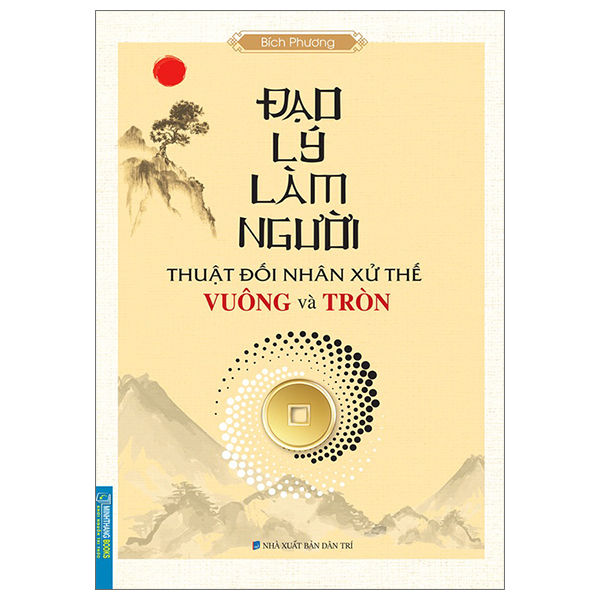 Bích Phương
ĐẠO
LÝ
LÀM
NGƯỜI
THUẬT ĐỐI NHÂN XỬ THẾ
VUÔNG và TRÒN
MINHTHANG BOOKS
NHÀ XUẤT BẢN DÂN TRÍ